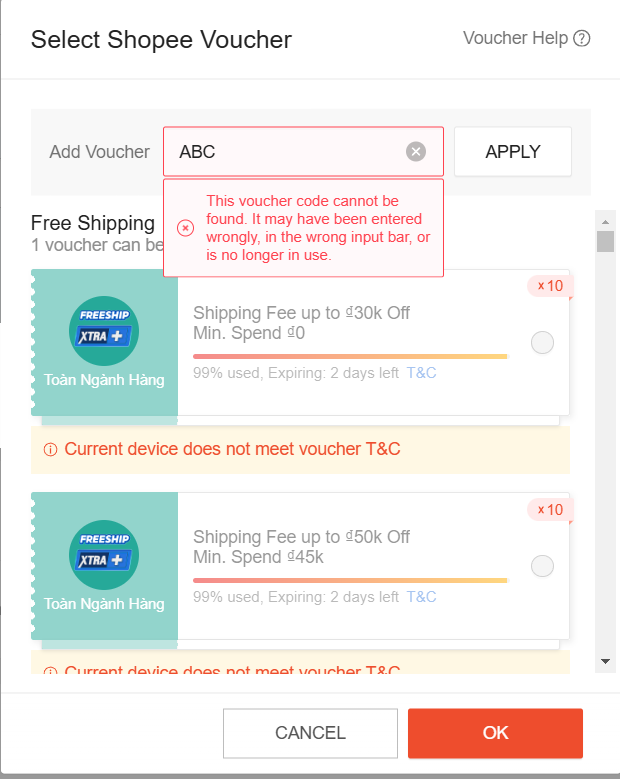 Select Shopee Voucher
Voucher Help ?
Add Voucher
ABC
APPLY
This voucher code cannot be
found. It may have been entered
wrongly, in the wrong input bar, or
is no longer in use.
Free Shipping
1 voucher can be
x 10
FREESHIP
XTRA +
Toàn Ngành Hàng
Shipping Fee up to ₫30k Off
Min. Spend ₫0
99% used, Expiring: 2 days left T&C
Current device does not meet voucher T&C
x 10
FREESHIP
XTRA +
Toàn Ngành Hàng
Shipping Fee up to ₫50k Off
Min. Spend ₫45k
99% used, Expiring: 2 days left T&C
Current device does not meet voucher T&C
CANCEL
OK